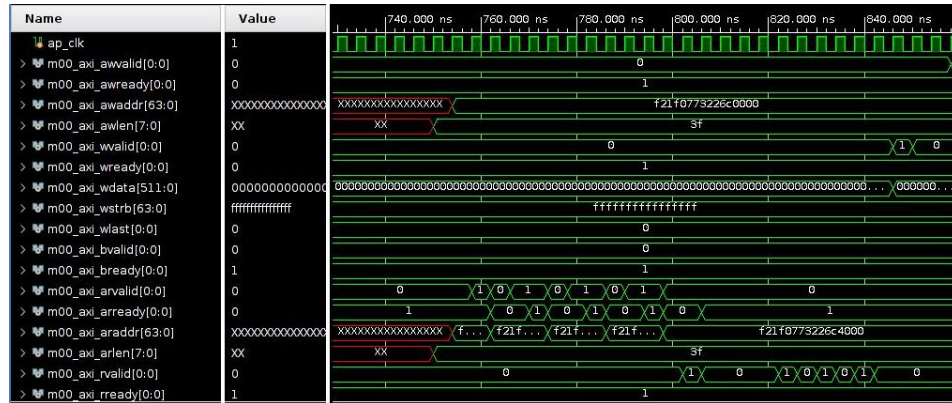 Name Value 740.000 ns 760.000 ns 780.000 ns 800.000 ns 820.000 ns 840.000 ns
ap_clk 1
m00_axi_awvalid[0:0] 0 0
m00_axi_awready[0:0] 0 1
m00_axi_awaddr[63:0] XXXXXXXXXXXXX XXXXXXXXXXXXXXXX f21f0773226c0000
m00_axi_awlen[7:0] XX XX 3f
m00_axi_wvalid[0:0] 0 0 1 0
m00_axi_wready[0:0] 0 1
m00_axi_wdata[511:0] 0000000000000 ... 000000...
m00_axi_wstrb[63:0] ffffffffffffffff ffffffffffffffff
m00_axi_wlast[0:0] 0 0
m00_axi_bvalid[0:0] 0 0
m00_axi_bready[0:0] 1 1
m00_axi_arvalid[0:0] 0 0 1 0 1 0 1 0 1 0
m00_axi_arready[0:0] 0 1 0 1 0 1 0 1 0 1
m00_axi_araddr[63:0] XXXXXXXXXXXXX XXXXXXXXXXXXXXXX f... f21f... f21f... f21f... f21f0773226c4000
m00_axi_arlen[7:0] XX XX 3f
m00_axi_rvalid[0:0] 0 0 1 0 1 0 1 0 1 0
m00_axi_rready[0:0] 1 1